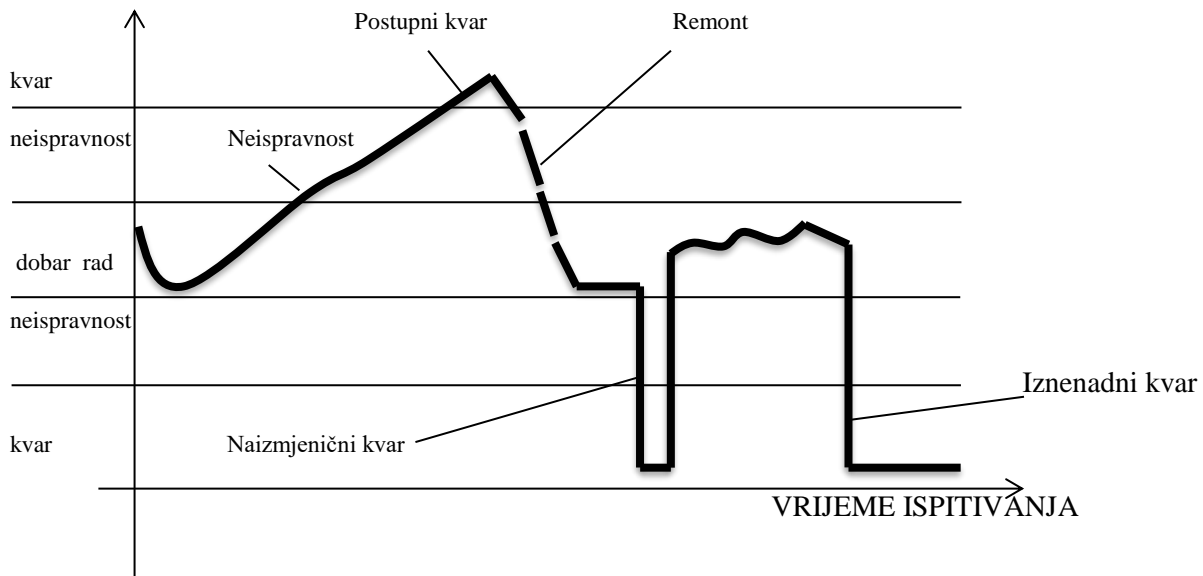 Postupni kvar
Remont
kvar
neispravnost
Neispravnost
dobar rad
neispravnost
Iznenadni kvar
kvar
Naizmjenični kvar
VRIJEME ISPITIVANJA